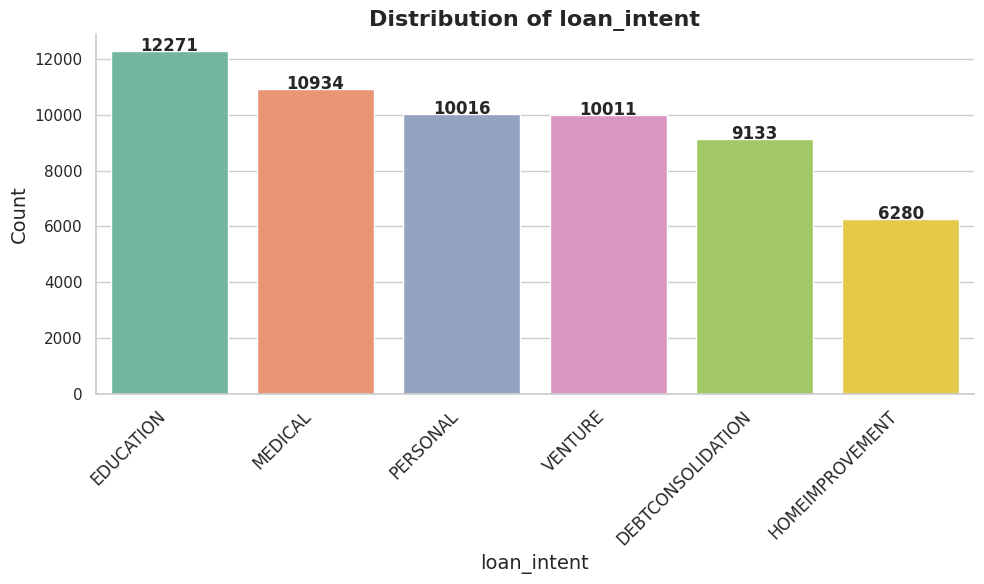 Distribution of loan_intent
12271
10934
10016
10011
9133
6280
12000
10000
8000
6000
4000
2000
0
Count
EDUCATION
MEDICAL
PERSONAL
VENTURE
DEBTCONSOLIDATION
HOMEIMPROVEMENT
loan_intent